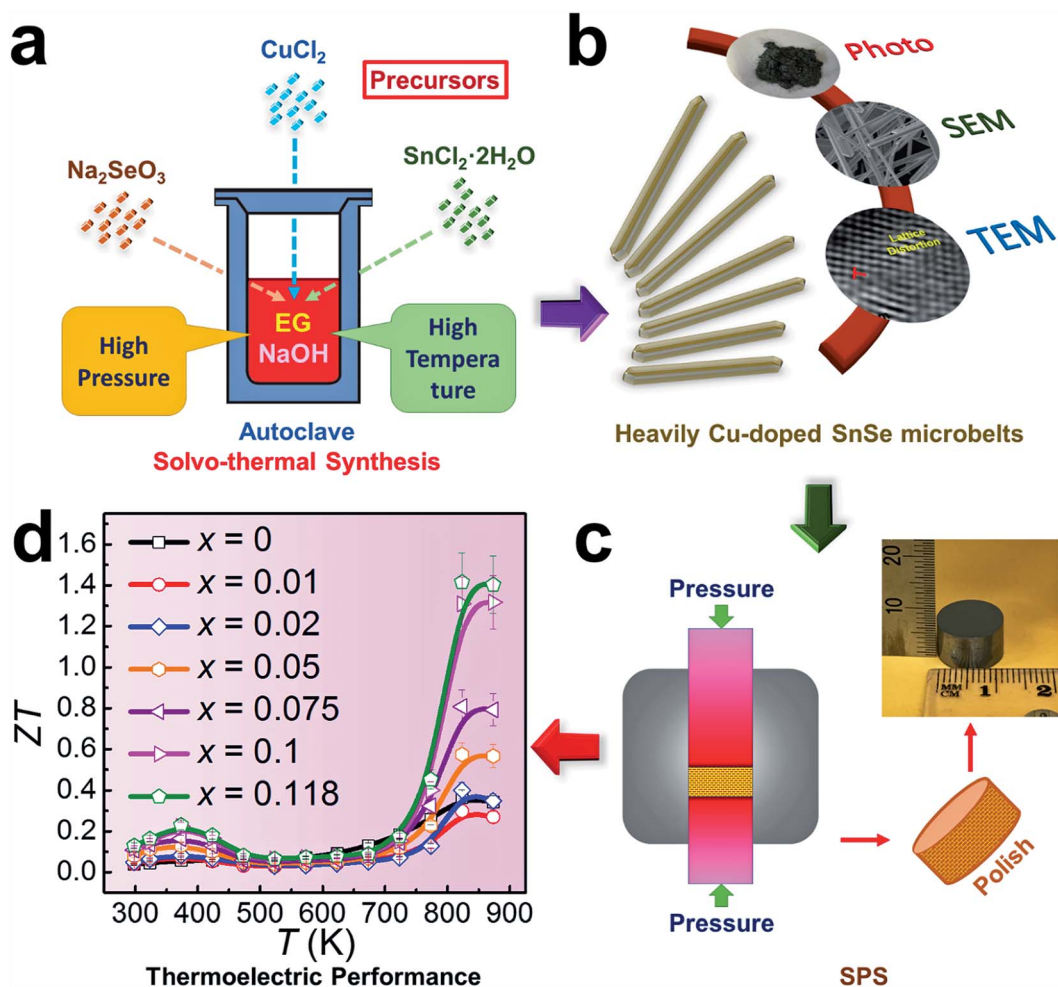 a
CuCl₂
Precursors
Na₂SeO₃
SnCl₂·2H₂O
EG
NaOH
High
Pressure
High
Tempera
ture
Autoclave
Solvo-thermal Synthesis
b
Photo
SEM
TEM
Lattice
Distortion
Heavily Cu-doped SnSe microbelts
c
Pressure
Pressure
20
10
MM
CM
1
2
Polish
SPS
d
ZT
1.6
1.4
1.2
1.0
0.8
0.6
0.4
0.2
0.0
x = 0
x = 0.01
x = 0.02
x = 0.05
x = 0.075
x = 0.1
x = 0.118
300 400 500 600 700 800 900
T (K)
Thermoelectric Performance